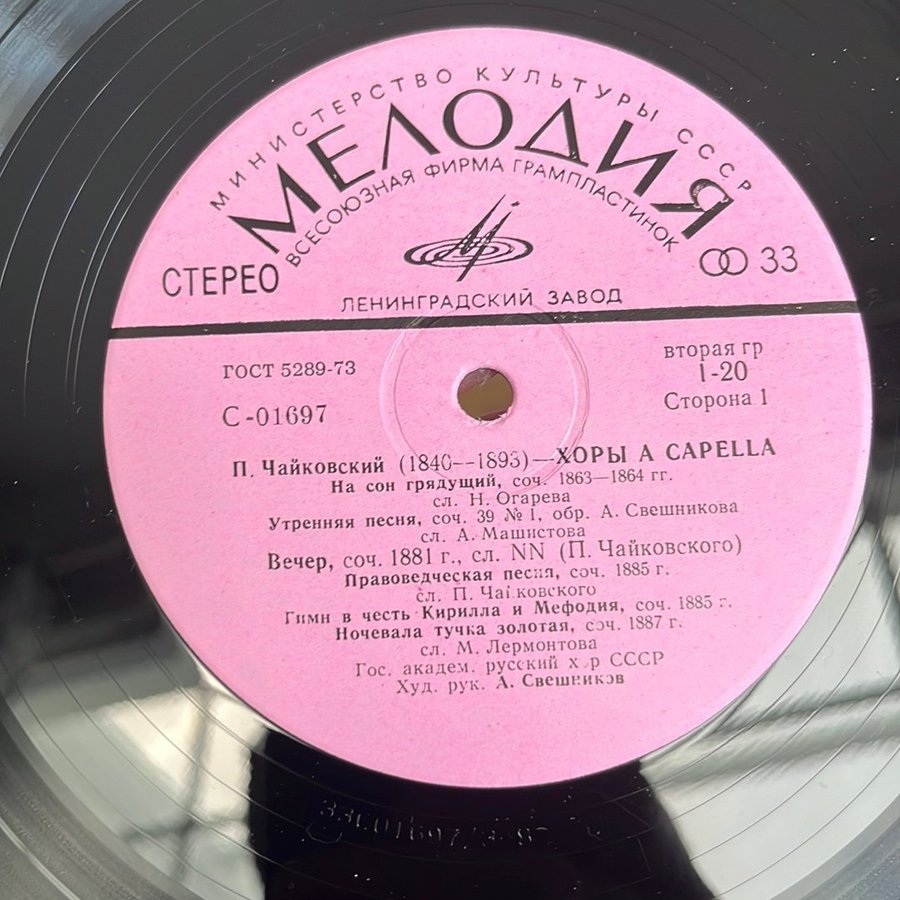 МИНИСТЕРСТВО КУЛЬТУРЫ СССР
МЕЛОДИЯ
ВСЕСОЮЗНАЯ ФИРМА ГРАМПЛАСТИНОК
СТЕРЕО
33
ЛЕНИНГРАДСКИЙ ЗАВОД
ГОСТ 5289-73
вторая гр
1-20
С-01697
Сторона 1
П. Чайковский (1840--1893)—ХОРЫ A CAPELLA
На сон грядущий, соч. 1863—1864 гг.
сл. Н. Огарева
Утренняя песня, соч. 39 № 1, обр. А. Свешникова
сл. А. Машистова
Вечер, соч. 1881 г., сл. NN (П. Чайковского)
Правоведческая песня, соч. 1885 г.
сл. П. Чайковского
Гимн в честь Кирилла и Мефодия, соч. 1885 г.
Ночевала тучка золотая, соч. 1887 г.
сл. М. Лермонтова
Гос. академ. русский хор СССР
Худ. рук. А. Свешников